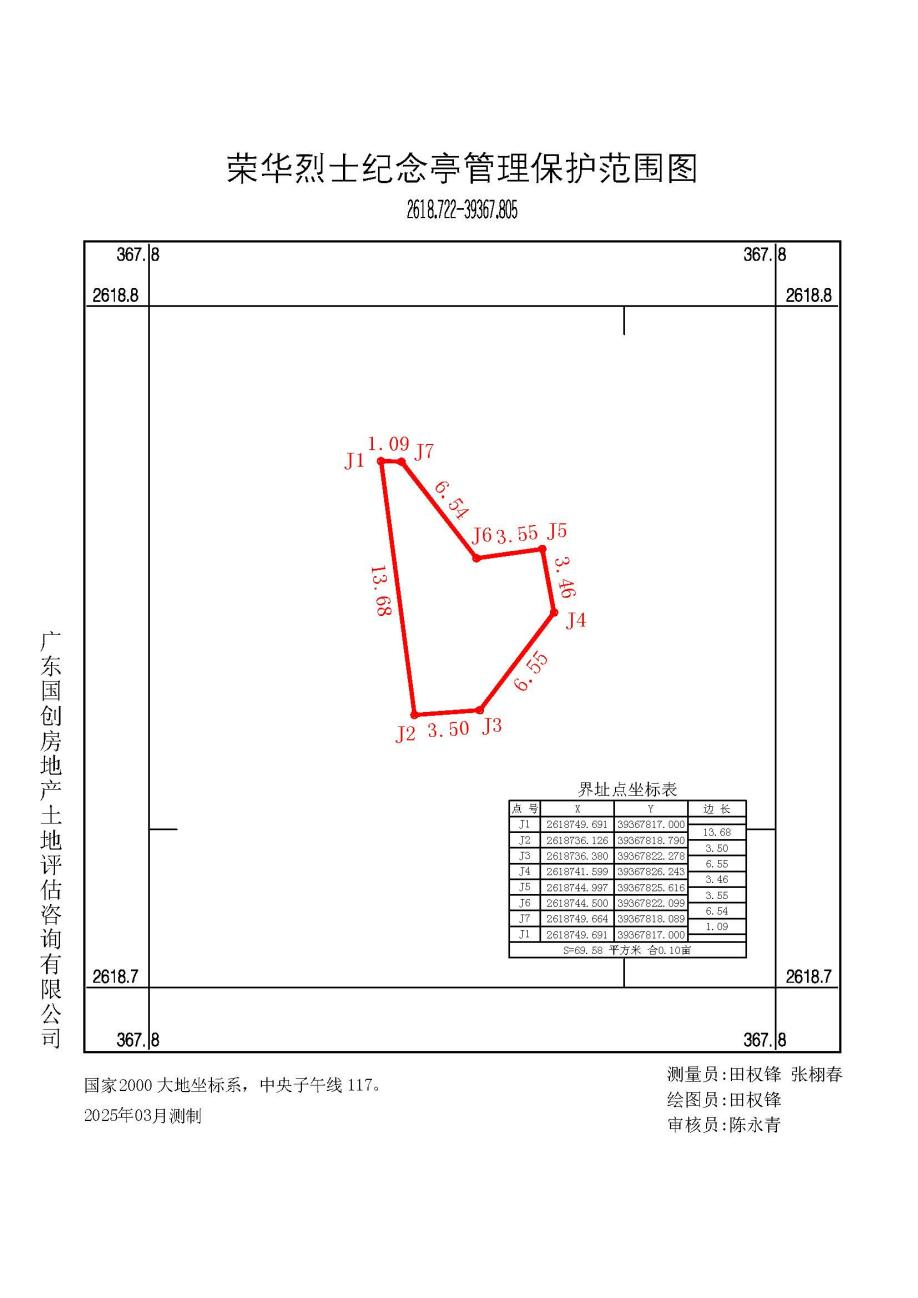 荣华烈士纪念亭管理保护范围图
2618.722-39367.805
367.8 367.8
2618.8 2618.8
1.09
J1 J7
6.54
J6 3.55 J5
3.46
13.68
J4
6.55
J2 3.50 J3
广东国创房地产土地评估咨询有限公司
界址点坐标表
点 号 X Y 边 长
J1 2618749.691 39367817.000
13.68
J2 2618736.126 39367818.790
3.50
J3 2618736.380 39367822.278
6.55
J4 2618741.599 39367826.243
3.46
J5 2618744.997 39367825.616
3.55
J6 2618744.500 39367822.099
6.54
J7 2618749.664 39367818.089
1.09
J1 2618749.691 39367817.000
S=69.58 平方米 合0.10亩
2618.7 2618.7
367.8 367.8
国家2000大地坐标系，中央子午线117。
2025年03月测制
测量员:田权锋 张栩春
绘图员:田权锋
审核员:陈永青